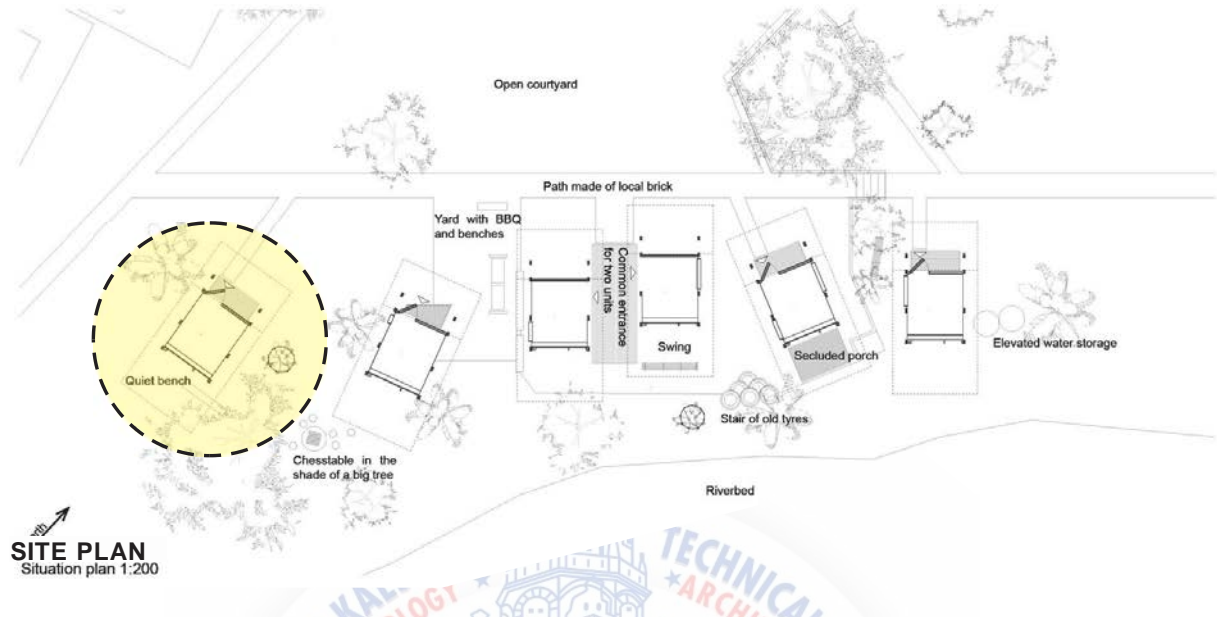 Open courtyard
Path made of local brick
Yard with BBQ
and benches
Common entrance
for two units
Swing
Secluded porch
Elevated water storage
Quiet bench
Stair of old tyres
Chesstable in the
shade of a big tree
Riverbed
SITE PLAN
Situation plan 1:200
TECHNICAL